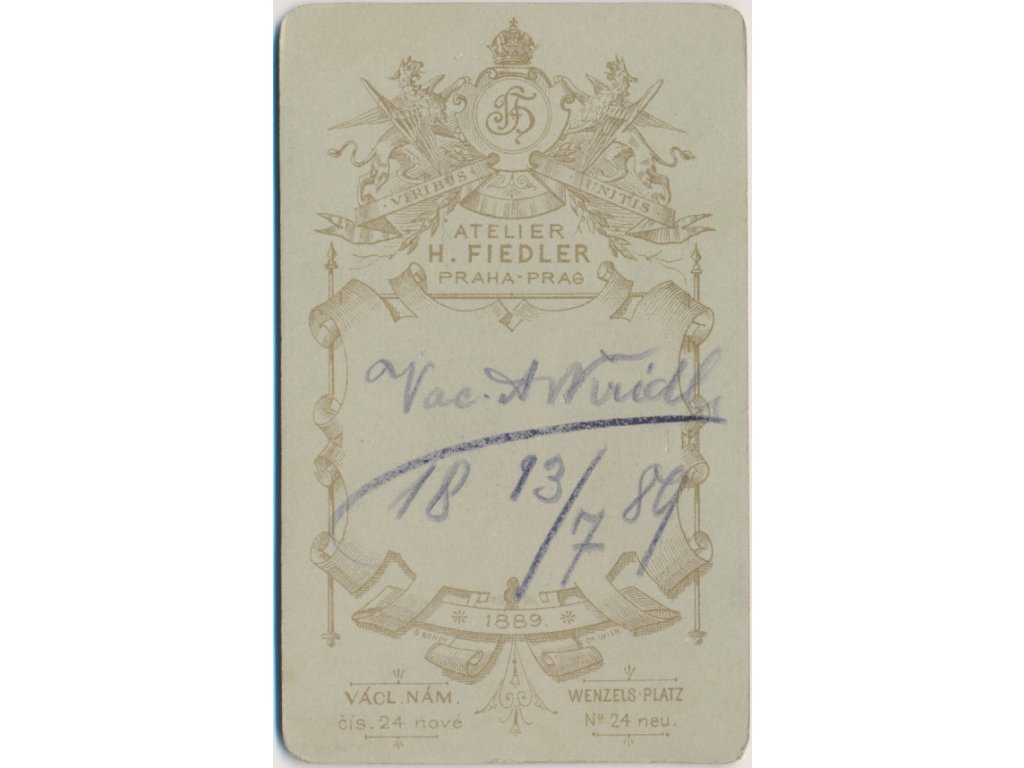 FH
VIRIBUS UNITIS
ATELIER
H. FIEDLER
PRAHA-PRAG
Vac. A
18 13/7 89
1889.
VÁCL. NÁM.
čís. 24 nové
WENZELS-PLATZ
No 24 neu.